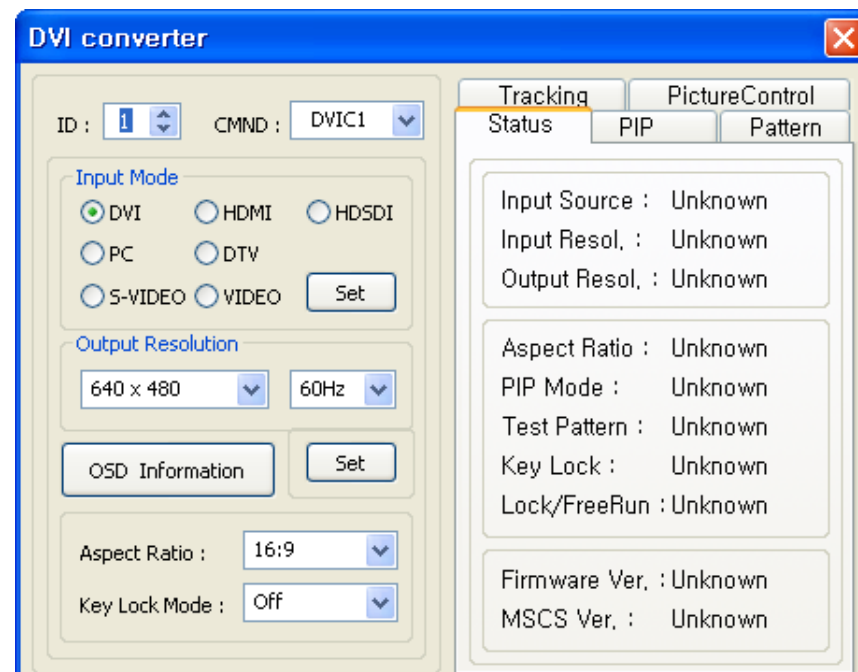 DVI converter
ID : 1 CMND : DVIC1
Input Mode
DVI HDMI HDSDI
PC DTV
S-VIDEO VIDEO Set
Output Resolution
640 x 480 60Hz
OSD Information Set
Aspect Ratio : 16:9
Key Lock Mode : Off
Tracking PictureControl
Status PIP Pattern
Input Source : Unknown
Input Resol, : Unknown
Output Resol, : Unknown
Aspect Ratio : Unknown
PIP Mode : Unknown
Test Pattern : Unknown
Key Lock : Unknown
Lock/FreeRun : Unknown
Firmware Ver, : Unknown
MSCS Ver, : Unknown